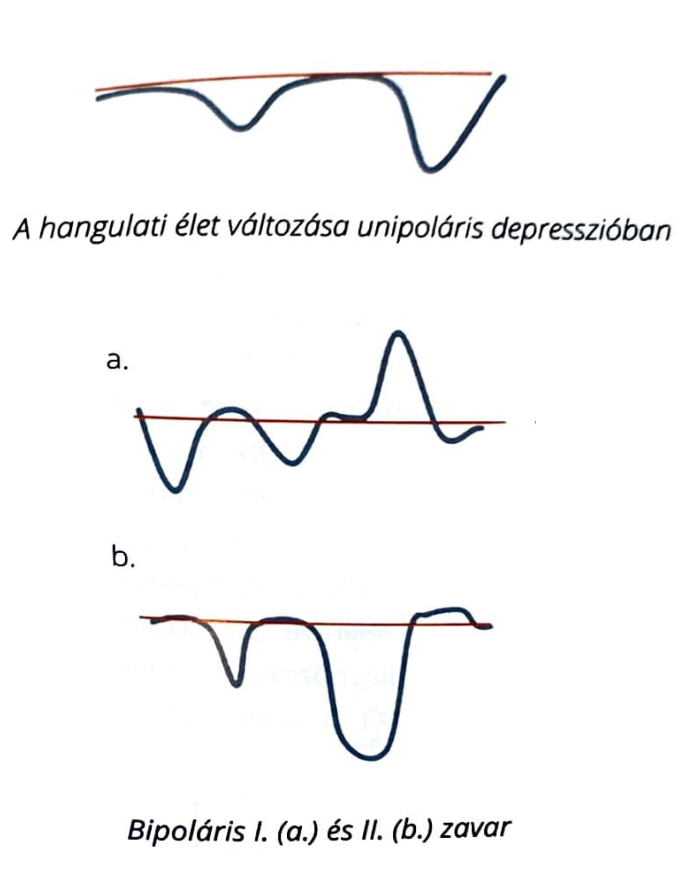 A hangulati élet változása unipoláris depresszióban
a.
b.
Bipoláris I. (a.) és II. (b.) zavar